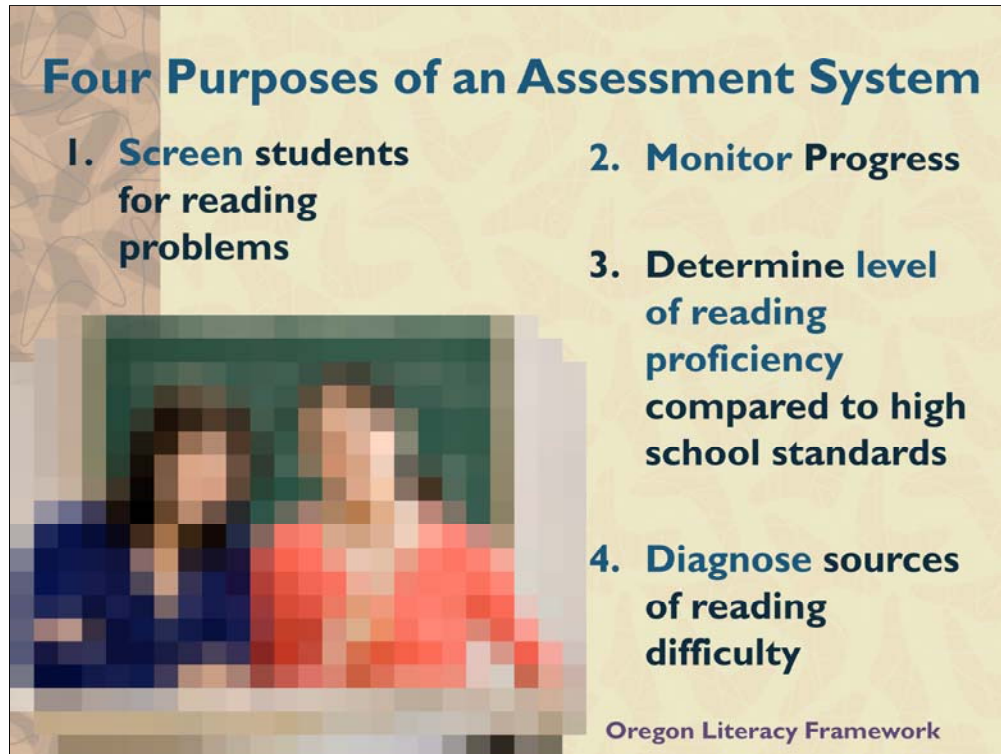 Four Purposes of an Assessment System
1. Screen students
for reading
problems
2. Monitor Progress
3. Determine level
of reading
proficiency
compared to high
school standards
4. Diagnose sources
of reading
difficulty
Oregon Literacy Framework